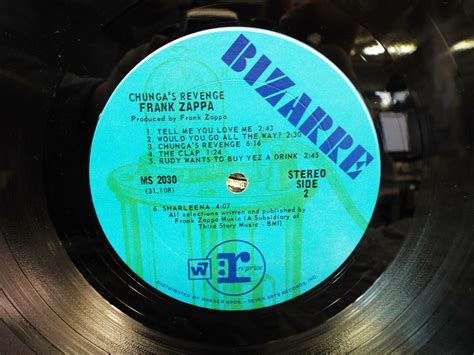 BIZARRE
CHUNGA'S REVENGE
FRANK ZAPPA
Produced by Frank Zappa
1 TELL ME YOU LOVE ME 2:43
2. WOULD YOU GO ALL THE WAY? 2:30
3. CHUNGA'S REVENGE 6:16
4. THE CLAP 1:24
5. RUDY WANTS TO BUY YEZ A DRINK 2:45
MS 2030
(31,108)
STEREO
SIDE
2
6. SHARLEENA 4:07
All selections written and published by
Frank Zappa Music (A Subsidiary of
Third Story Music - BMI)
W7
r: reprise
DISTRIBUTED BY WARNER BROS. - SEVEN ARTS RECORDS, INC.